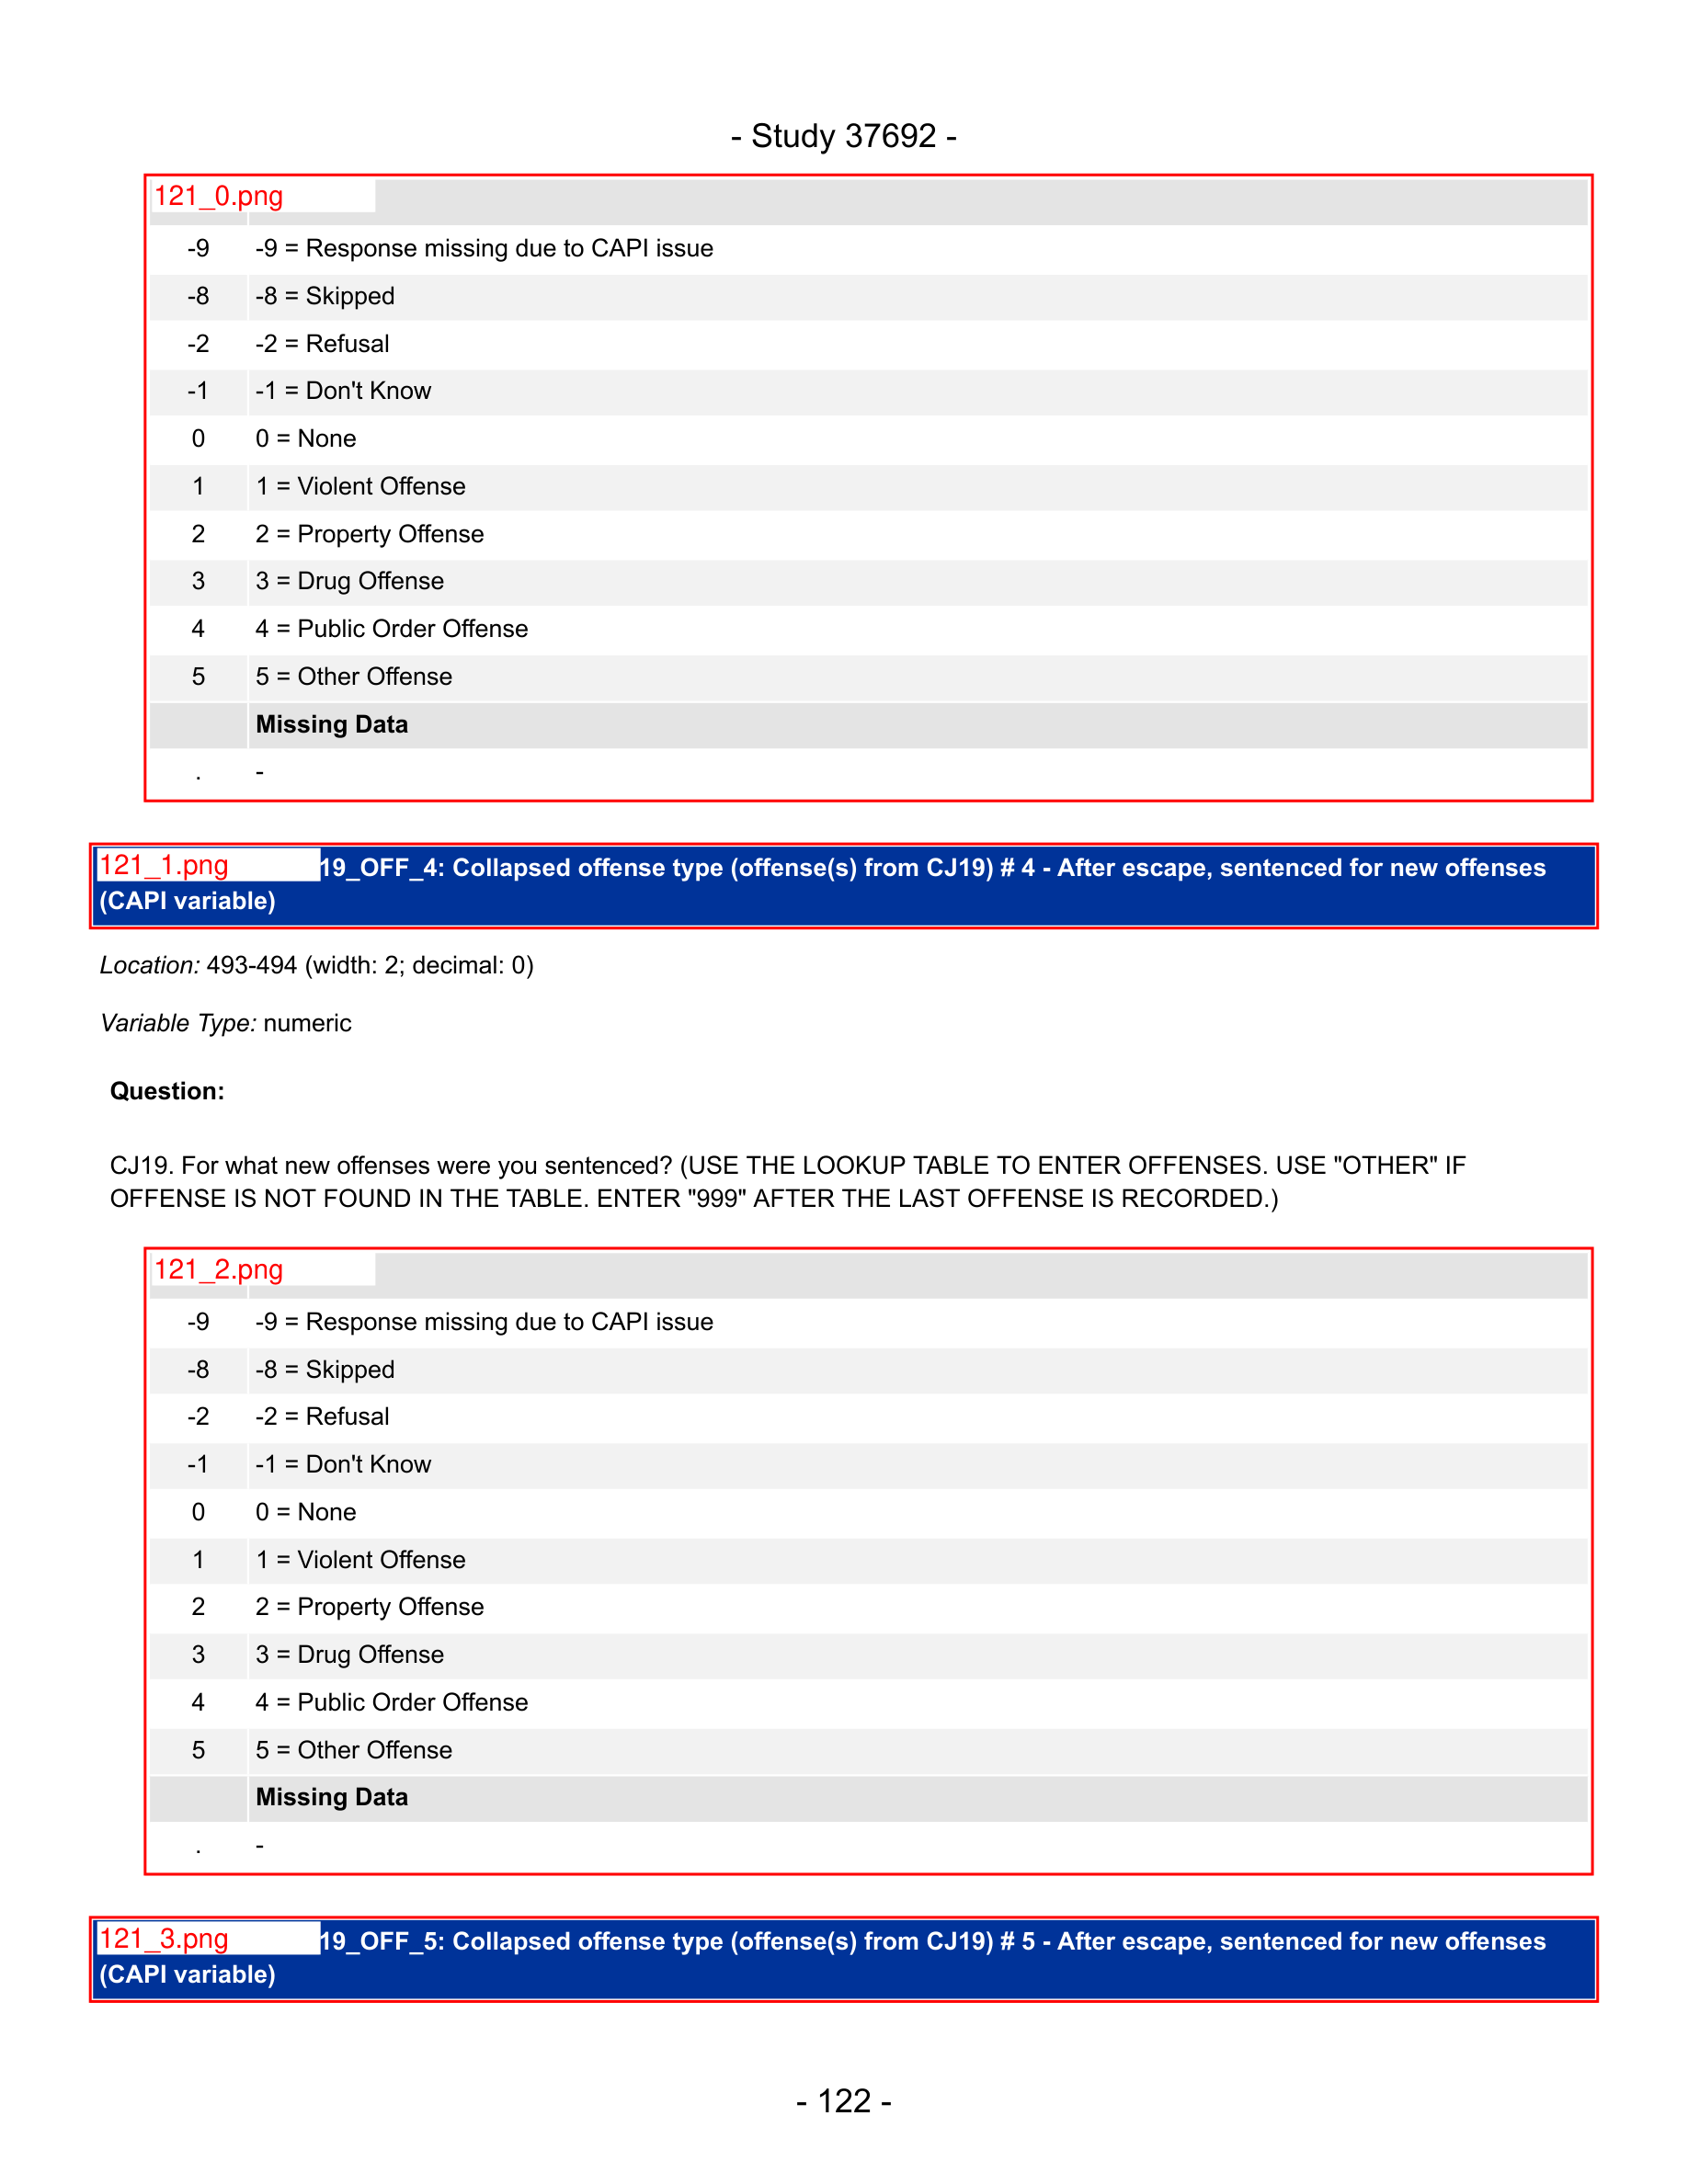 - Study 37692 -
121_0.png
-9 -9 = Response missing due to CAPI issue
-8 -8 = Skipped
-2 -2 = Refusal
-1 -1 = Don't Know
0 0 = None
1 1 = Violent Offense
2 2 = Property Offense
3 3 = Drug Offense
4 4 = Public Order Offense
5 5 = Other Offense
Missing Data
. -
121_1.png 19_OFF_4: Collapsed offense type (offense(s) from CJ19) # 4 - After escape, sentenced for new offenses
(CAPI variable)
Location: 493-494 (width: 2; decimal: 0)
Variable Type: numeric
Question:
CJ19. For what new offenses were you sentenced? (USE THE LOOKUP TABLE TO ENTER OFFENSES. USE "OTHER" IF
OFFENSE IS NOT FOUND IN THE TABLE. ENTER "999" AFTER THE LAST OFFENSE IS RECORDED.)
121_2.png
-9 -9 = Response missing due to CAPI issue
-8 -8 = Skipped
-2 -2 = Refusal
-1 -1 = Don't Know
0 0 = None
1 1 = Violent Offense
2 2 = Property Offense
3 3 = Drug Offense
4 4 = Public Order Offense
5 5 = Other Offense
Missing Data
. -
121_3.png 19_OFF_5: Collapsed offense type (offense(s) from CJ19) # 5 - After escape, sentenced for new offenses
(CAPI variable)
- 122 -